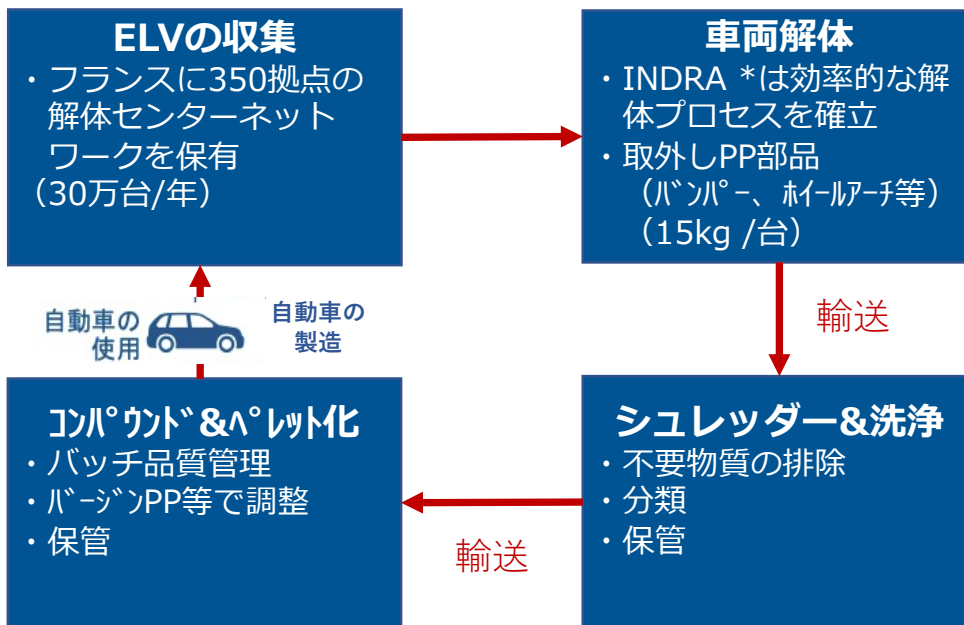 ELVの収集
・フランスに350拠点の
解体センターネット
ワークを保有
（30万台/年）
車両解体
・INDRA *は効率的な解
体プロセスを確立
・取外しPP部品
（ﾊﾞﾝﾊﾟｰ、ﾎｲｰﾙｱｰﾁ等）
（15kg /台）
輸送
シュレッダー&洗浄
・不要物質の排除
・分類
・保管
輸送
ｺﾝﾊﾟｳﾝﾄﾞ&ﾍﾟﾚｯﾄ化
・バッチ品質管理
・ﾊﾞｰｼﾞﾝPP等で調整
・保管
自動車の
使用
自動車の
製造